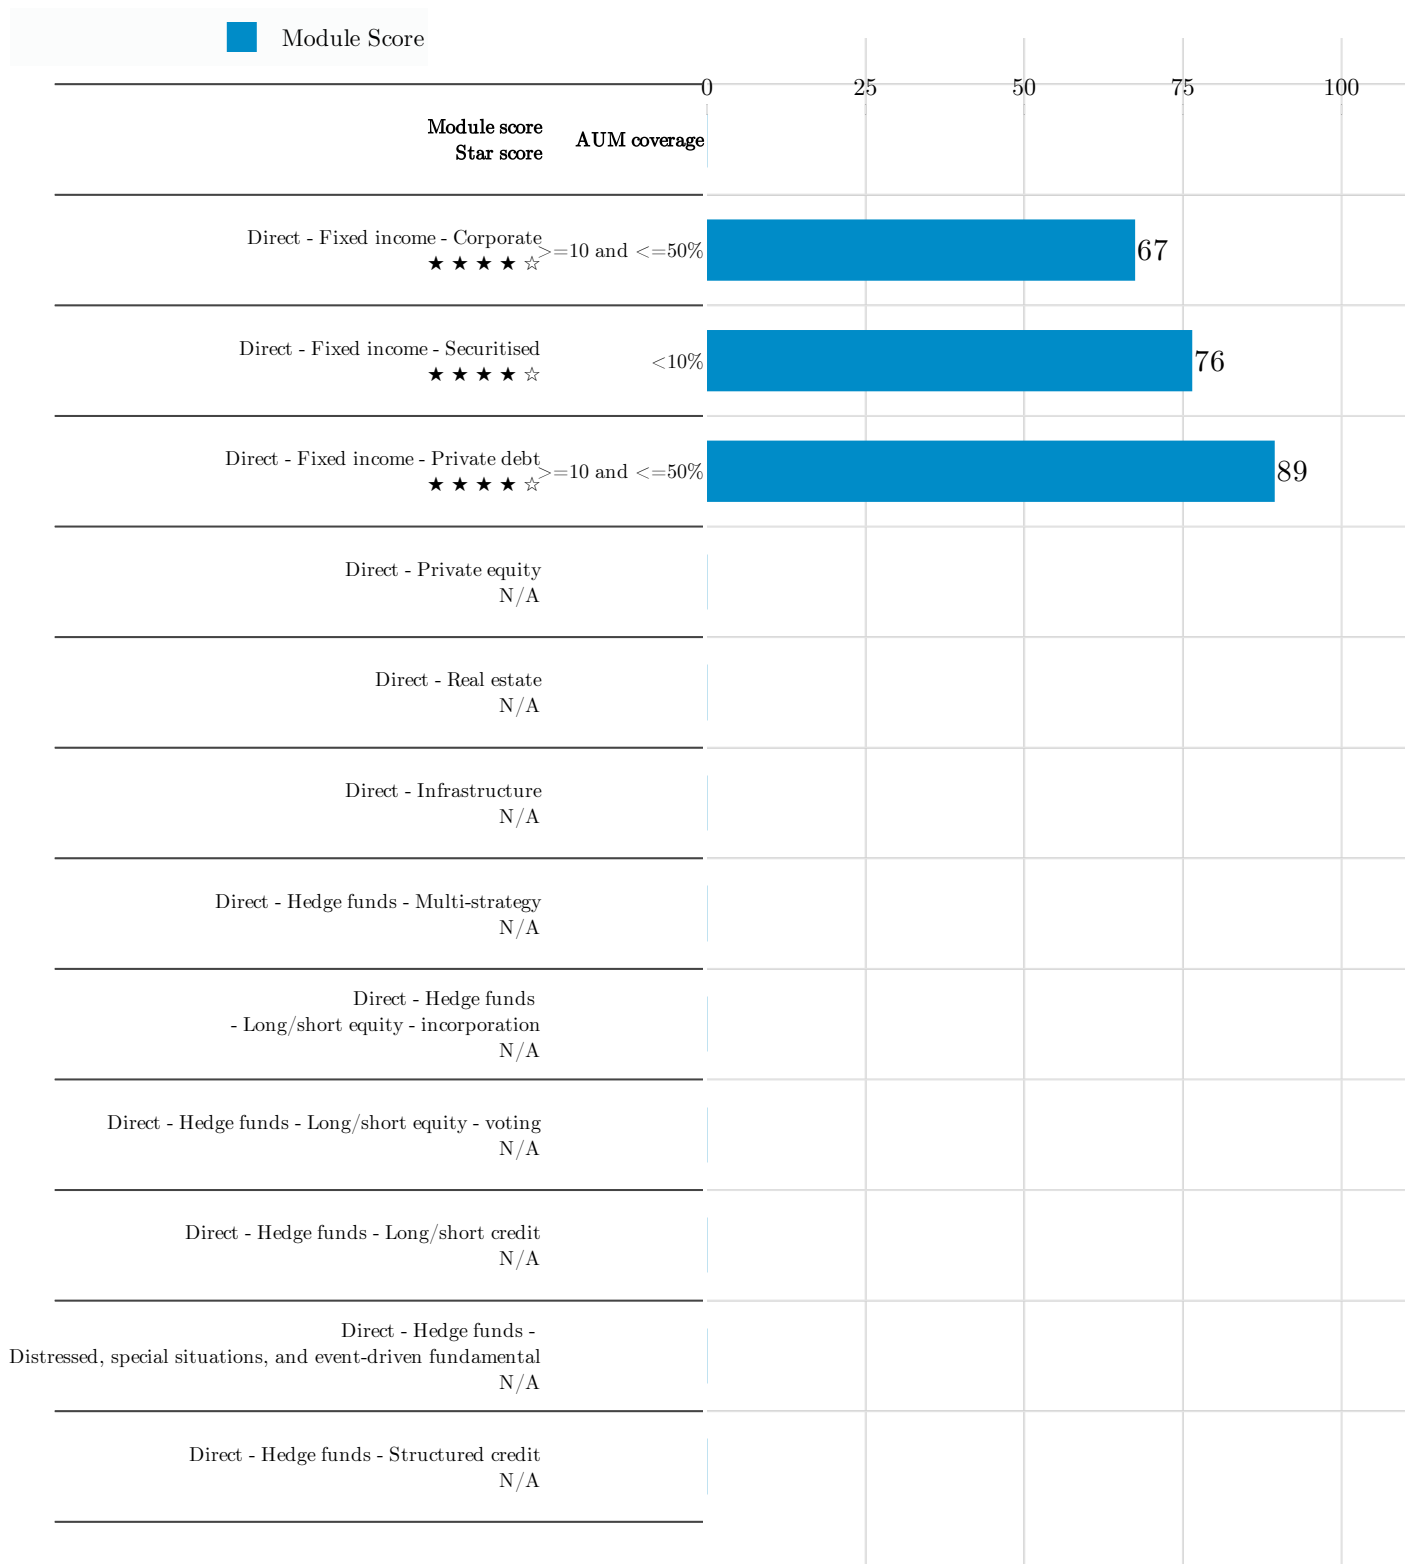 Module Score
0 25 50 75 100
Module score
Star score
AUM coverage
Direct - Fixed income - Corporate
★ ★ ★ ★ ☆
>=10 and <=50%
67
Direct - Fixed income - Securitised
★ ★ ★ ★ ☆
<10%
76
Direct - Fixed income - Private debt
★ ★ ★ ★ ☆
>=10 and <=50%
89
Direct - Private equity
N/A
Direct - Real estate
N/A
Direct - Infrastructure
N/A
Direct - Hedge funds - Multi-strategy
N/A
Direct - Hedge funds
- Long/short equity - incorporation
N/A
Direct - Hedge funds - Long/short equity - voting
N/A
Direct - Hedge funds - Long/short credit
N/A
Direct - Hedge funds -
Distressed, special situations, and event-driven fundamental
N/A
Direct - Hedge funds - Structured credit
N/A